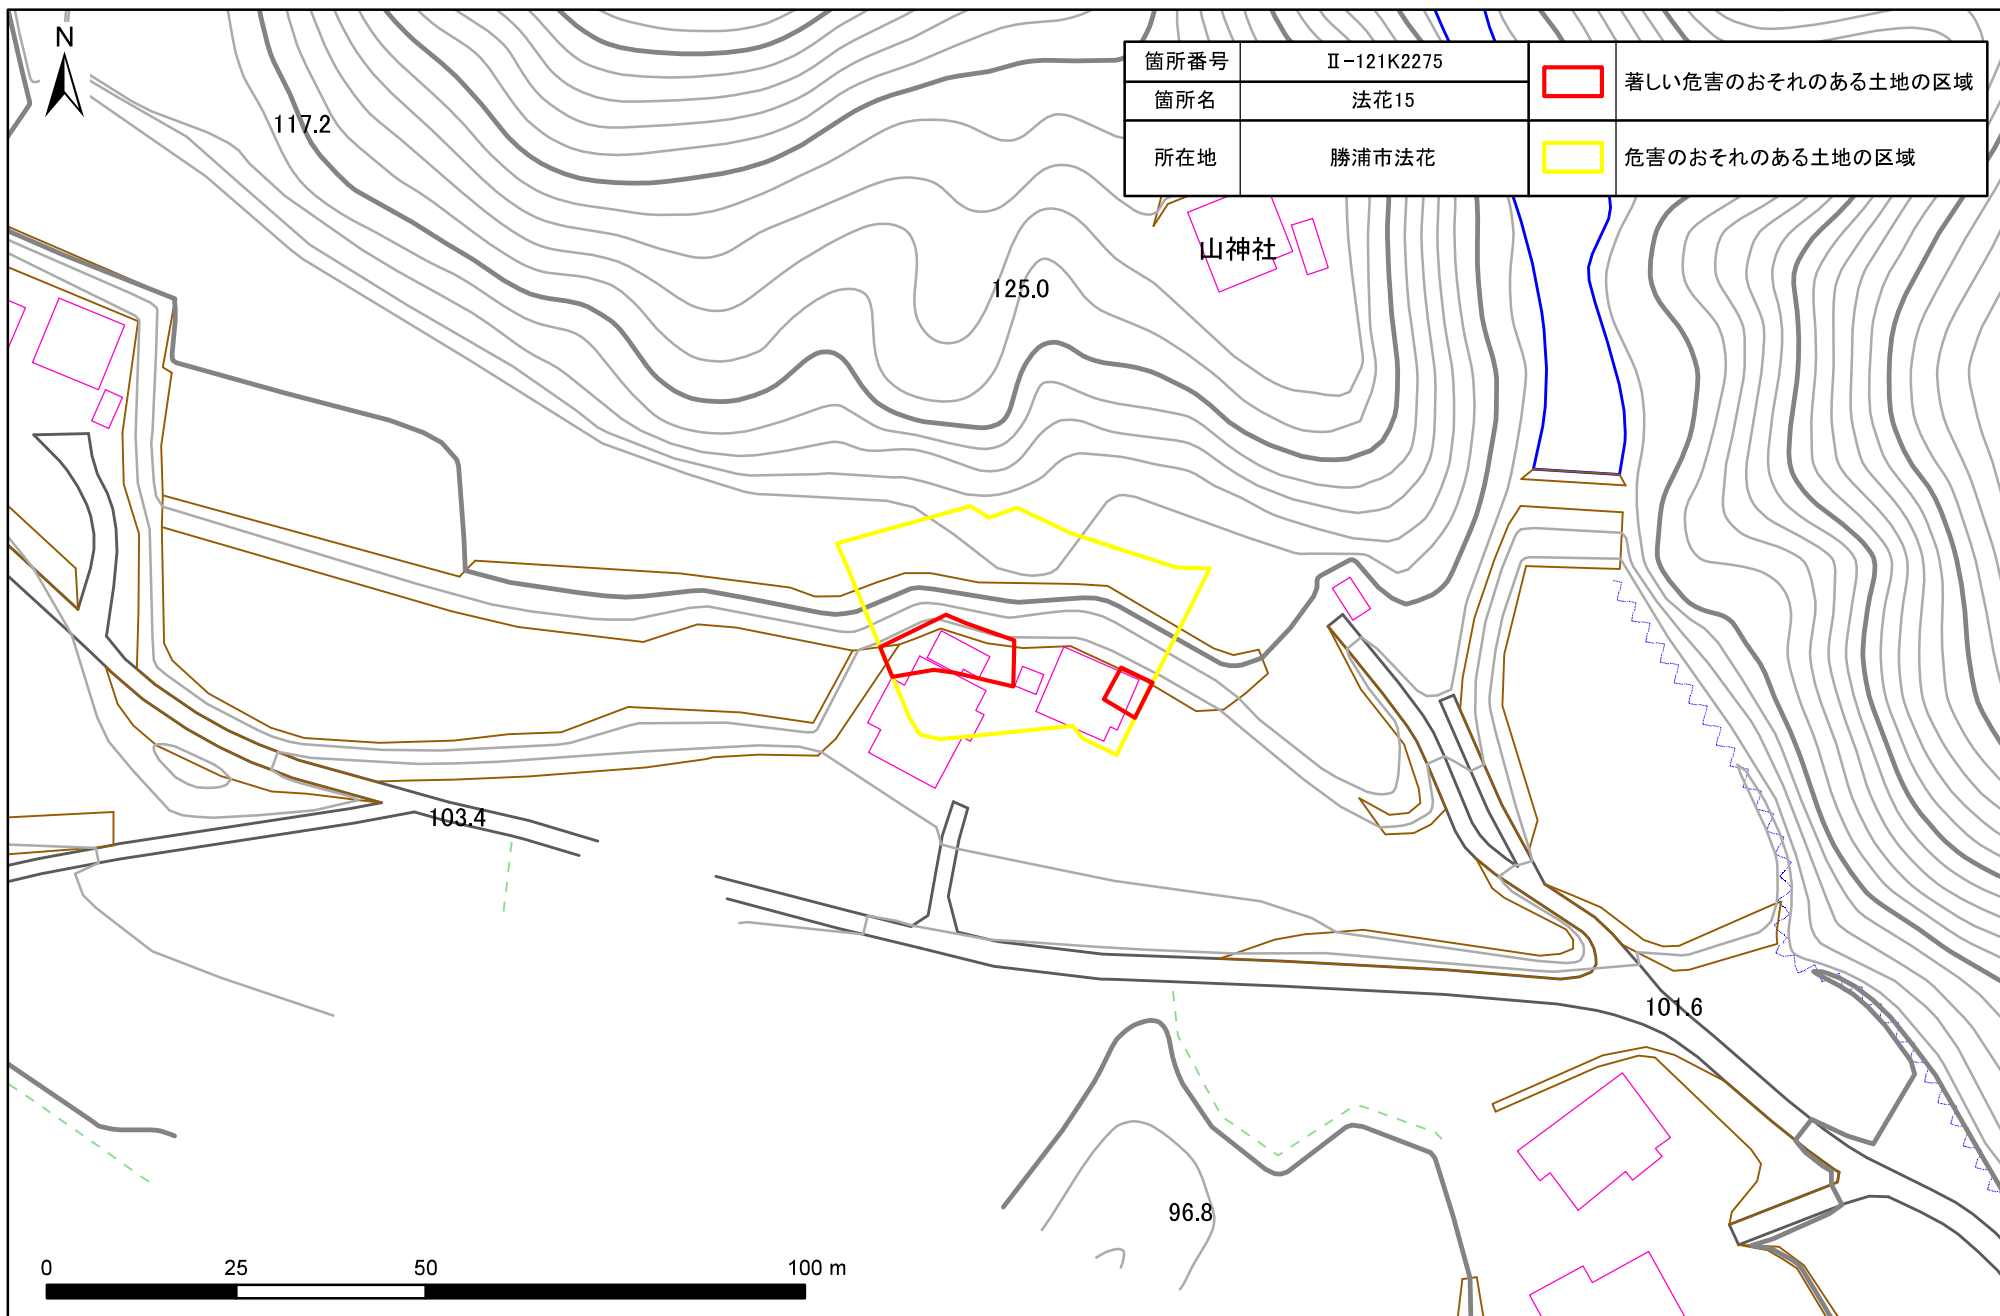 N
箇所番号 Ⅱ-121K2275 著しい危害のおそれのある土地の区域
箇所名 法花15
所在地 勝浦市法花 危害のおそれのある土地の区域
117.2
山神社
125.0
103.4
101.6
96.8
0 25 50 100 m